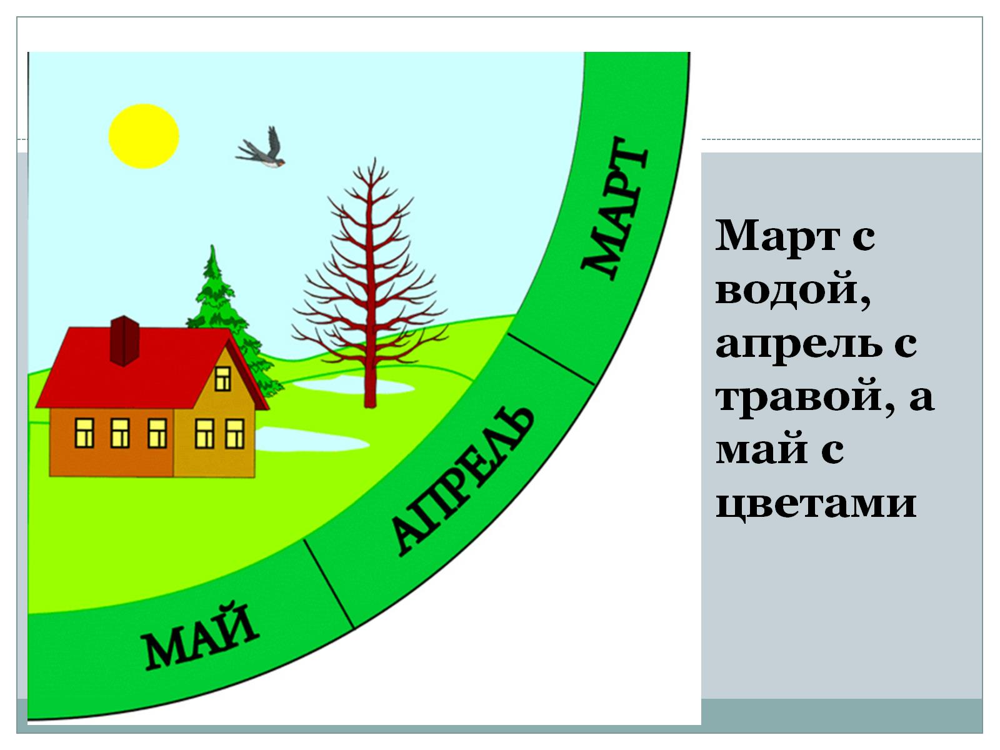 МАРТ
АПРЕЛЬ
МАЙ
Март с
водой,
апрель с
травой, а
май с
цветами